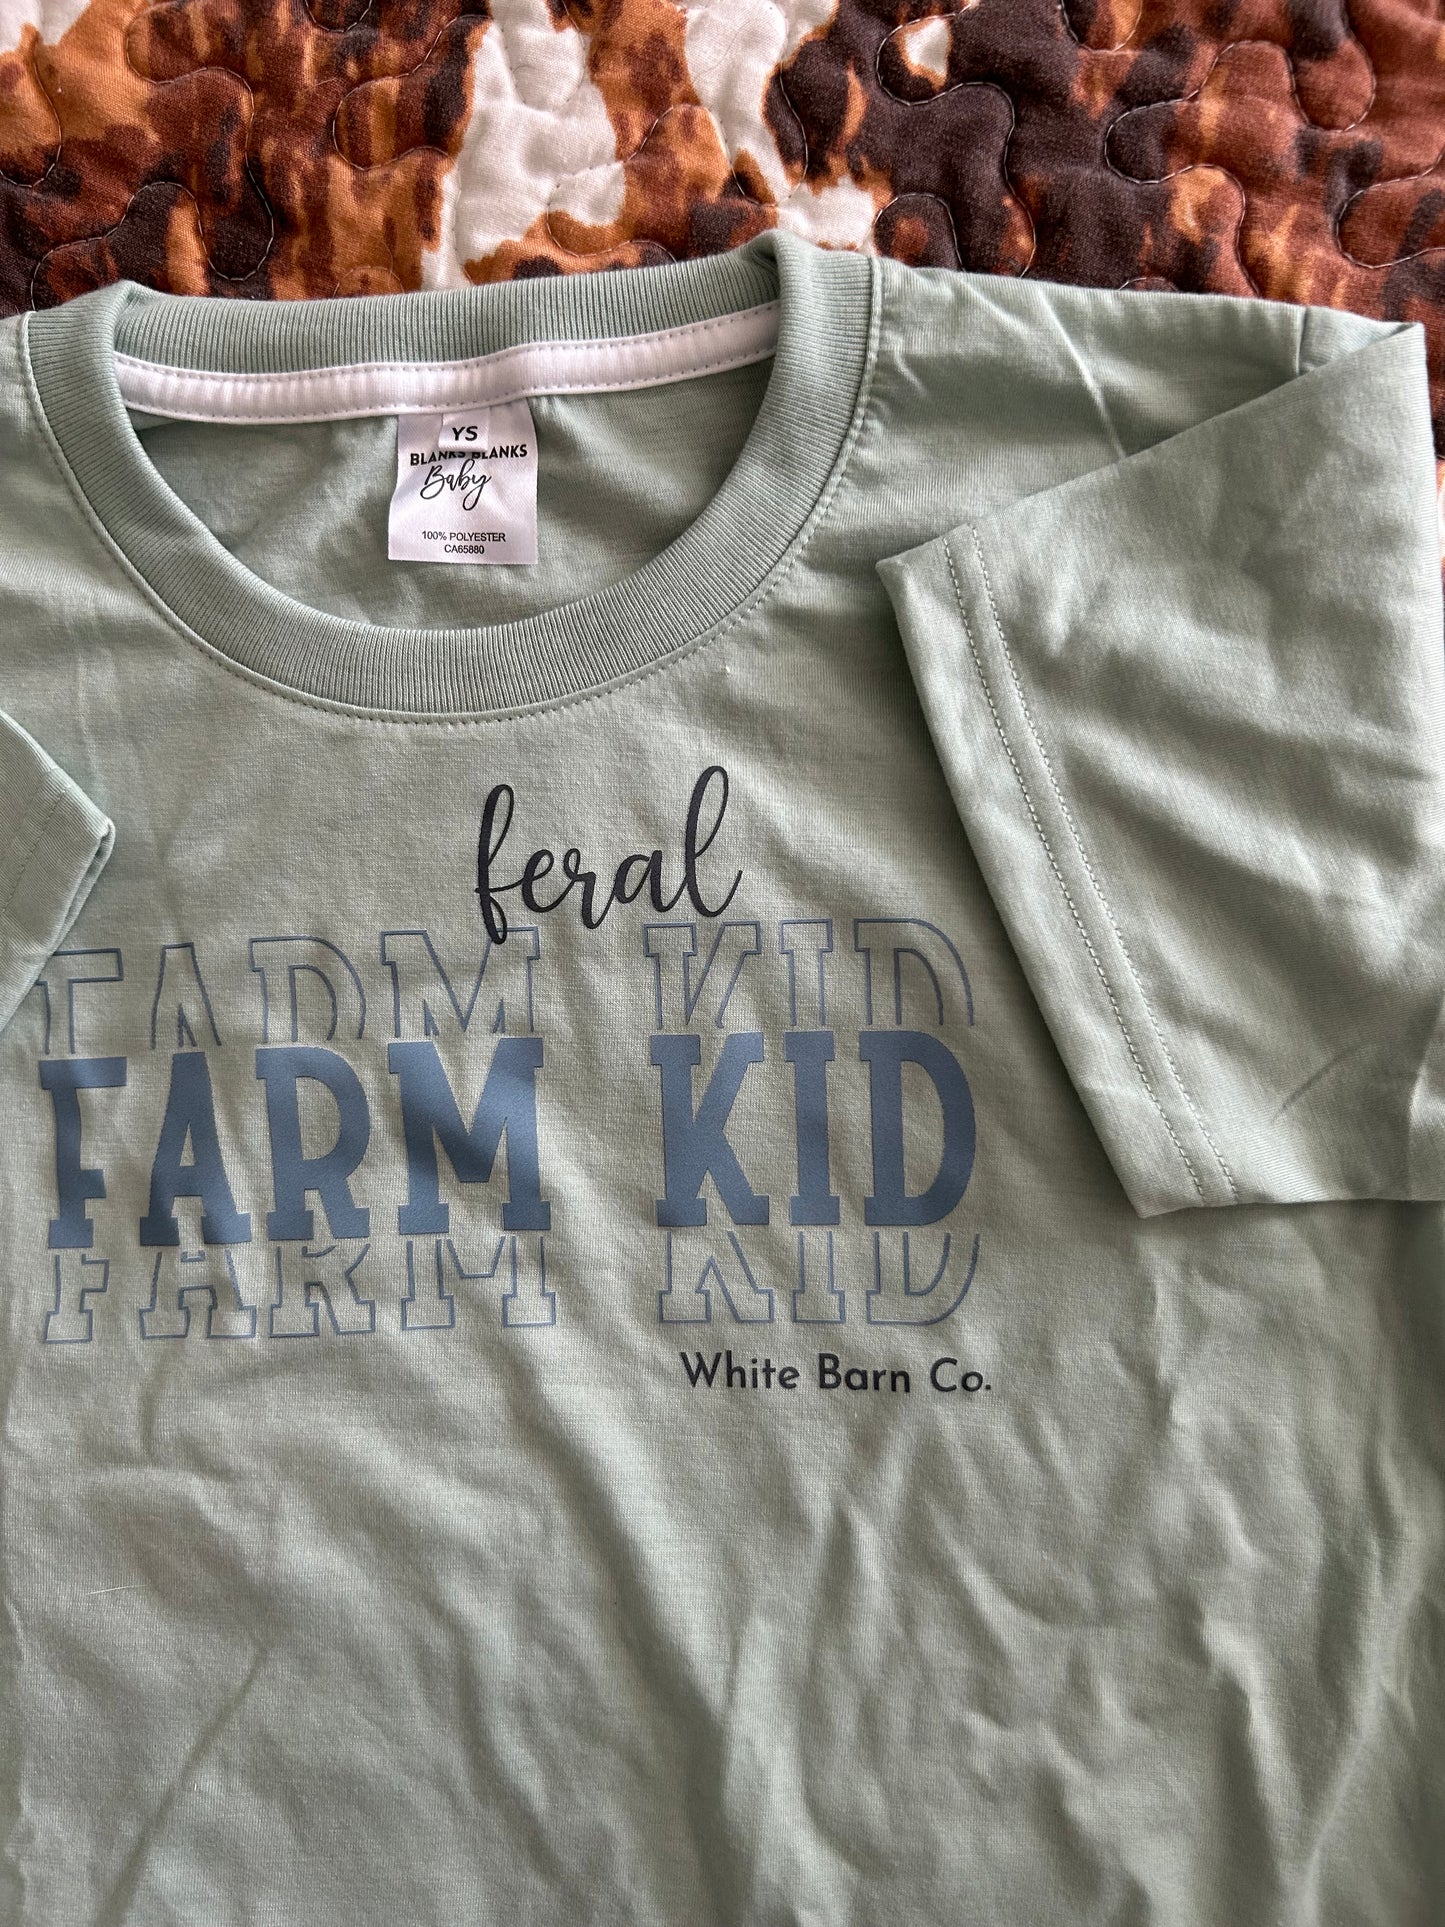 YS
BLANKS BLANKS
Baby
100% POLYESTER
CA65880
feral
FARM KID
FARM KID
FARM KID
White Barn Co.